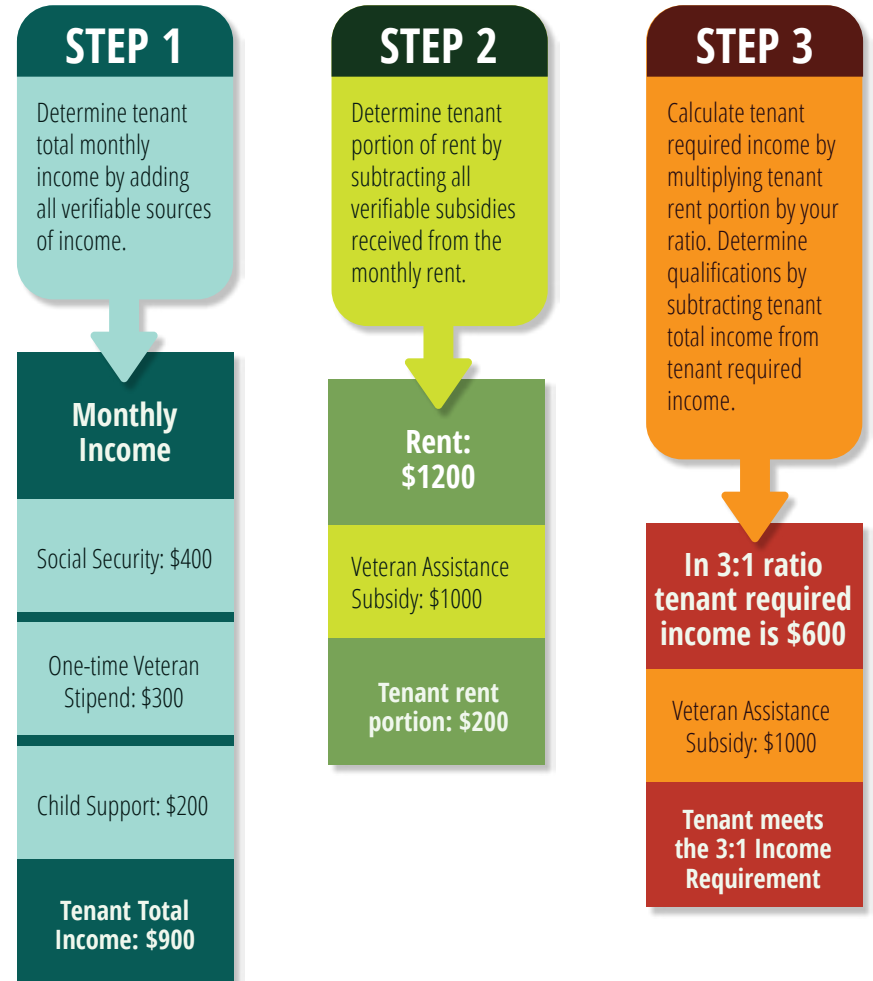 STEP 1
Determine tenant
total monthly
income by adding
all verifiable sources
of income.
Monthly
Income
Social Security: $400
One-time Veteran
Stipend: $300
Child Support: $200
Tenant Total
Income: $900
STEP 2
Determine tenant
portion of rent by
subtracting all
verifiable subsidies
received from the
monthly rent.
Rent:
$1200
Veteran Assistance
Subsidy: $1000
Tenant rent
portion: $200
STEP 3
Calculate tenant
required income by
multiplying tenant
rent portion by your
ratio. Determine
qualifications by
subtracting tenant
total income from
tenant required
income.
In 3:1 ratio
tenant required
income is $600
Veteran Assistance
Subsidy: $1000
Tenant meets
the 3:1 Income
Requirement